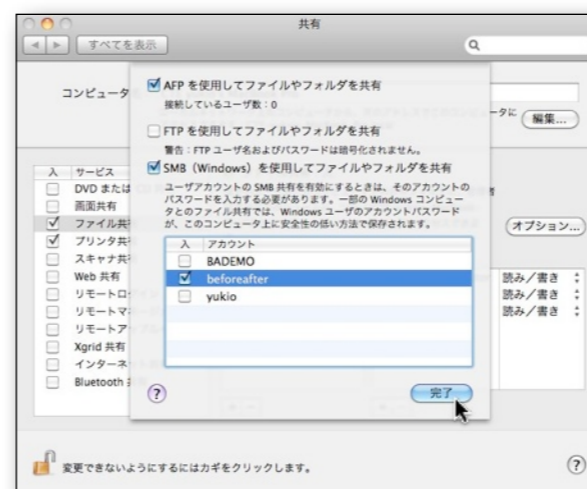 共有
すべてを表示
コンピュータ
AFP を使用してファイルやフォルダを共有
接続しているユーザ数：0
ータに
編集...
FTP を使用してファイルやフォルダを共有
警告：FTP ユーザ名およびパスワードは暗号化されません。
SMB（Windows）を使用してファイルやフォルダを共有
ユーザアカウントの SMB 共有を有効にするときは、そのアカウントの
パスワードを入力する必要があります。一部の Windows コンピュー
タとのファイル共有では、Windows ユーザのアカウントパスワード
が、このコンピュータ上に安全性の低い方法で保存されます。
入 サービス
DVD または
画面共有
ファイル共
プリンタ共
スキャナ共
Web 共有
リモートロ
リモートマ
リモートア
Xgrid 共有
インターネ
Bluetooth
オプション...
入 アカウント
BADEMO
beforeafter
yukio
読み／書き
読み／書き
読み／書き
?
完了
変更できないようにするにはカギをクリックします。
?